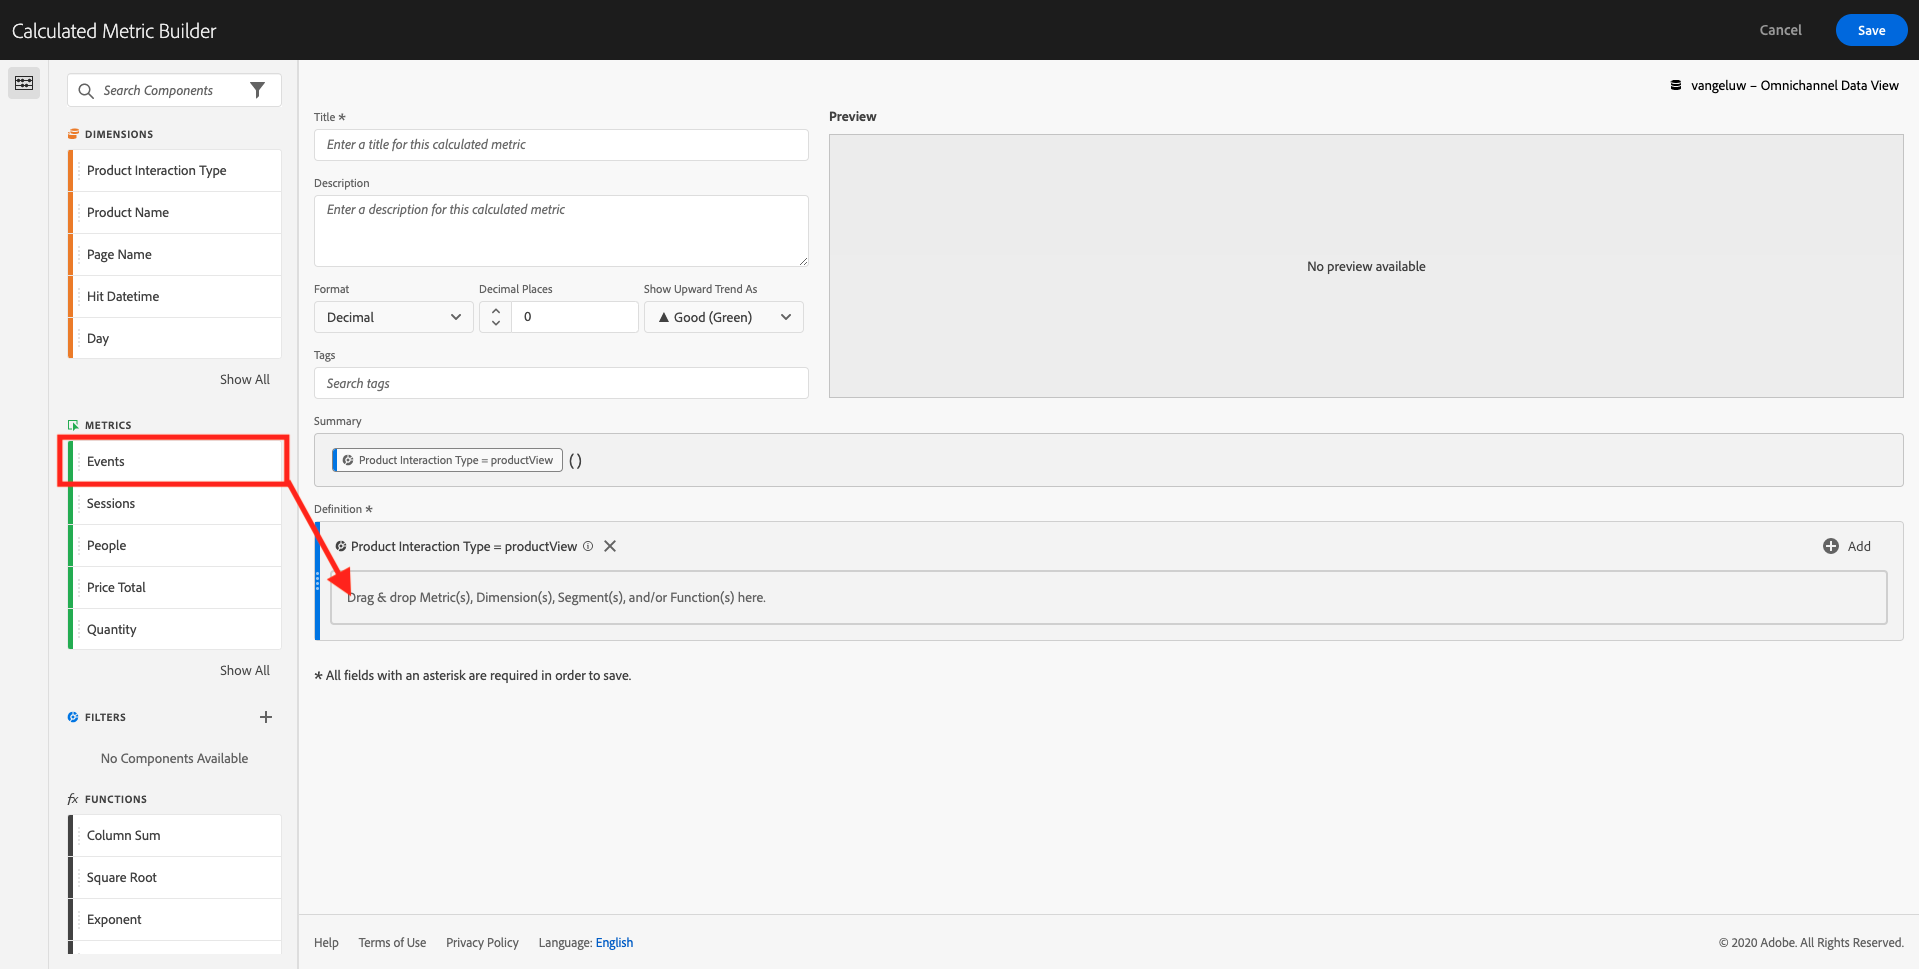 Calculated Metric Builder
Cancel
Save
Search Components
vangeluw – Omnichannel Data View
DIMENSIONS
Product Interaction Type
Product Name
Page Name
Hit Datetime
Day
Show All
METRICS
Events
Sessions
People
Price Total
Quantity
Show All
FILTERS
No Components Available
fx FUNCTIONS
Column Sum
Square Root
Exponent
Title *
Enter a title for this calculated metric
Description
Enter a description for this calculated metric
Format
Decimal Places
Show Upward Trend As
Decimal
0
▲ Good (Green)
Tags
Search tags
Preview
No preview available
Summary
Product Interaction Type = productView ()
Definition *
Product Interaction Type = productView
Add
Drag & drop Metric(s), Dimension(s), Segment(s), and/or Function(s) here.
* All fields with an asterisk are required in order to save.
Help Terms of Use Privacy Policy Language: English
© 2020 Adobe. All Rights Reserved.